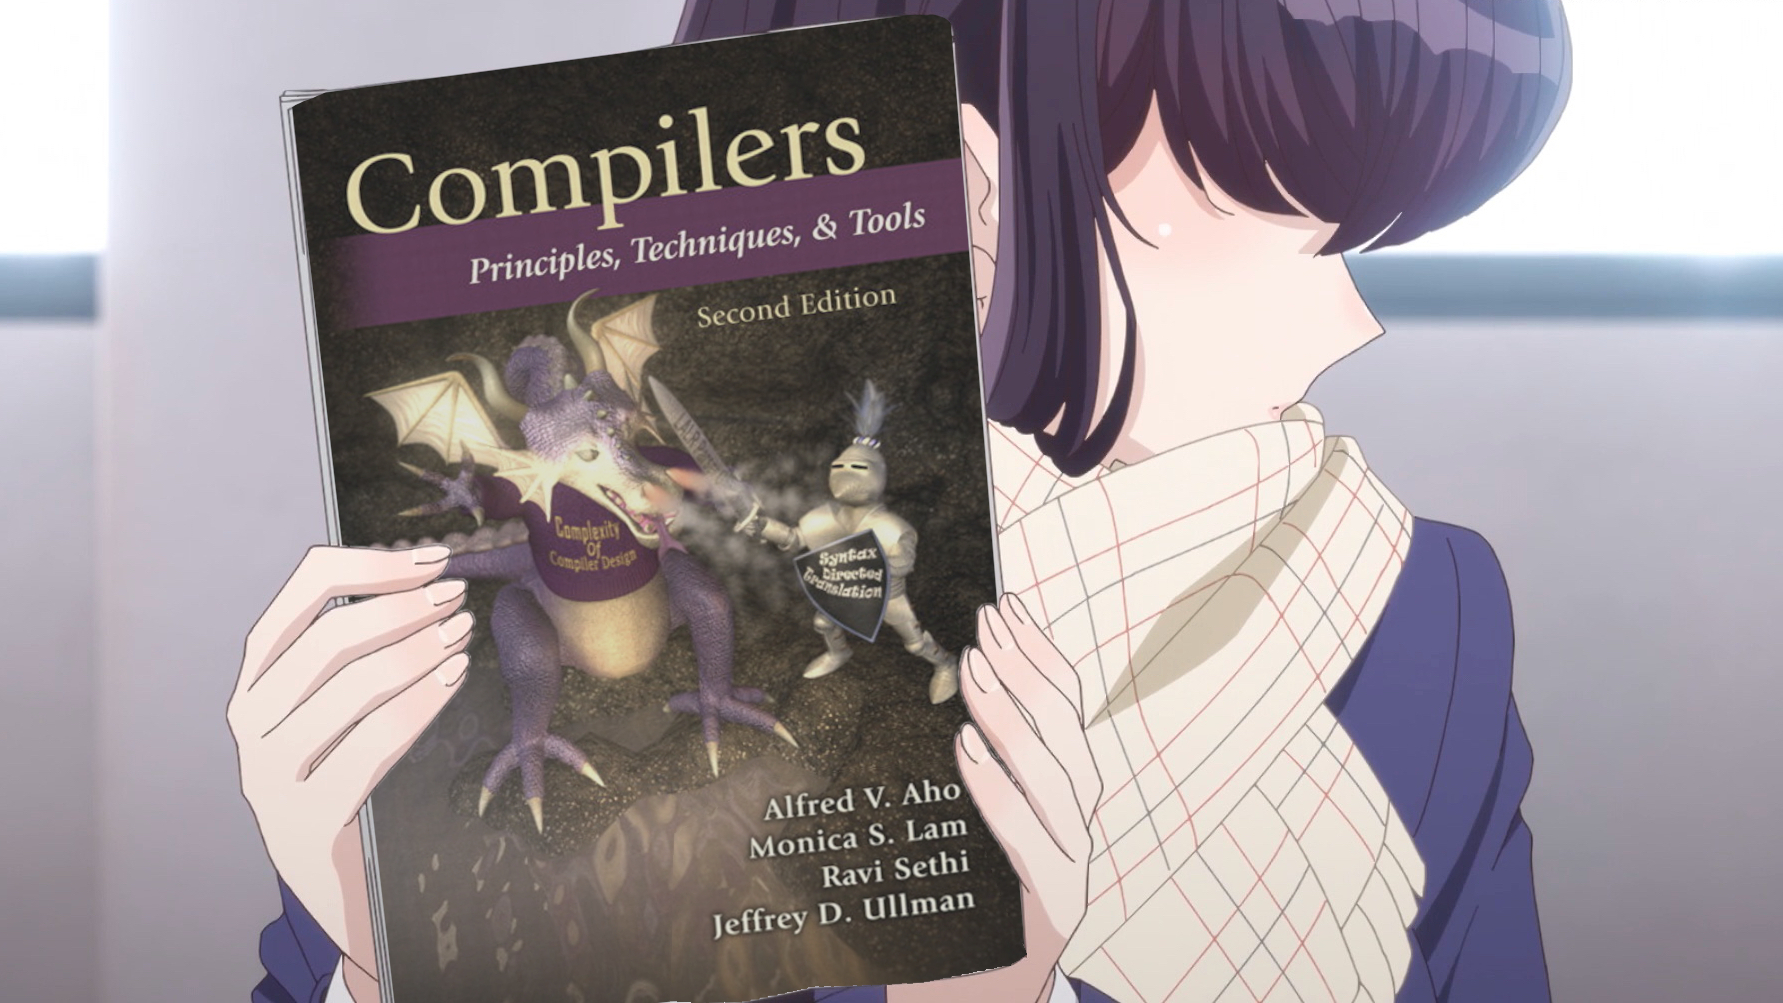 Compilers
Principles, Techniques, & Tools
Second Edition
Complexity
Of
Compiler Design
Syntax
Directed
Translation
Alfred V. Aho
Monica S. Lam
Ravi Sethi
Jeffrey D. Ullman